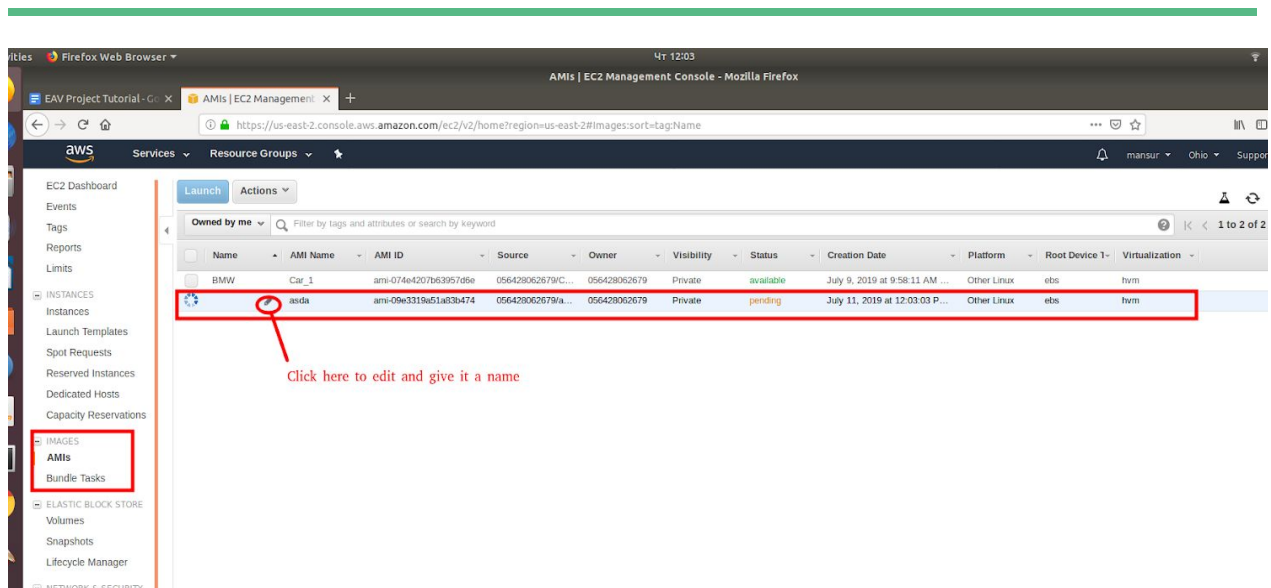 vities Firefox Web Browser Чт 12:03
AMIs | EC2 Management Console - Mozilla Firefox
EAV Project Tutorial - Go AMIs | EC2 Management
https://us-east-2.console.aws.amazon.com/ec2/v2/home?region=us-east-2#Images:sort=tag:Name
aws Services Resource Groups mansur Ohio Suppor
EC2 Dashboard
Events
Tags
Reports
Limits
INSTANCES
Instances
Launch Templates
Spot Requests
Reserved Instances
Dedicated Hosts
Capacity Reservations
IMAGES
AMIs
Bundle Tasks
ELASTIC BLOCK STORE
Volumes
Snapshots
Lifecycle Manager
NETWORK & SECURITY
Launch Actions
Owned by me Filter by tags and attributes or search by keyword 1 to 2 of 2
Name AMI Name AMI ID Source Owner Visibility Status Creation Date Platform Root Device T Virtualization
BMW Car_1 ami-074e4207b63957d6e 056428062679/C... 056428062679 Private available July 9, 2019 at 9:58:11 AM ... Other Linux ebs hvm
asda ami-09e3319a51a83b474 056428062679/a... 056428062679 Private pending July 11, 2019 at 12:03:03 P... Other Linux ebs hvm
Click here to edit and give it a name